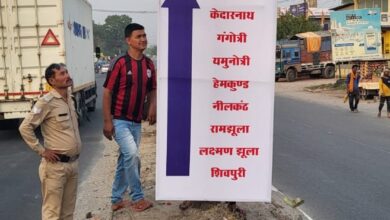 केदारनाथ
गंगोत्री
यमुनोत्री
हेमकुण्ड
नीलकंठ
रामझूला
लक्ष्मण झूला
शिवपुरी